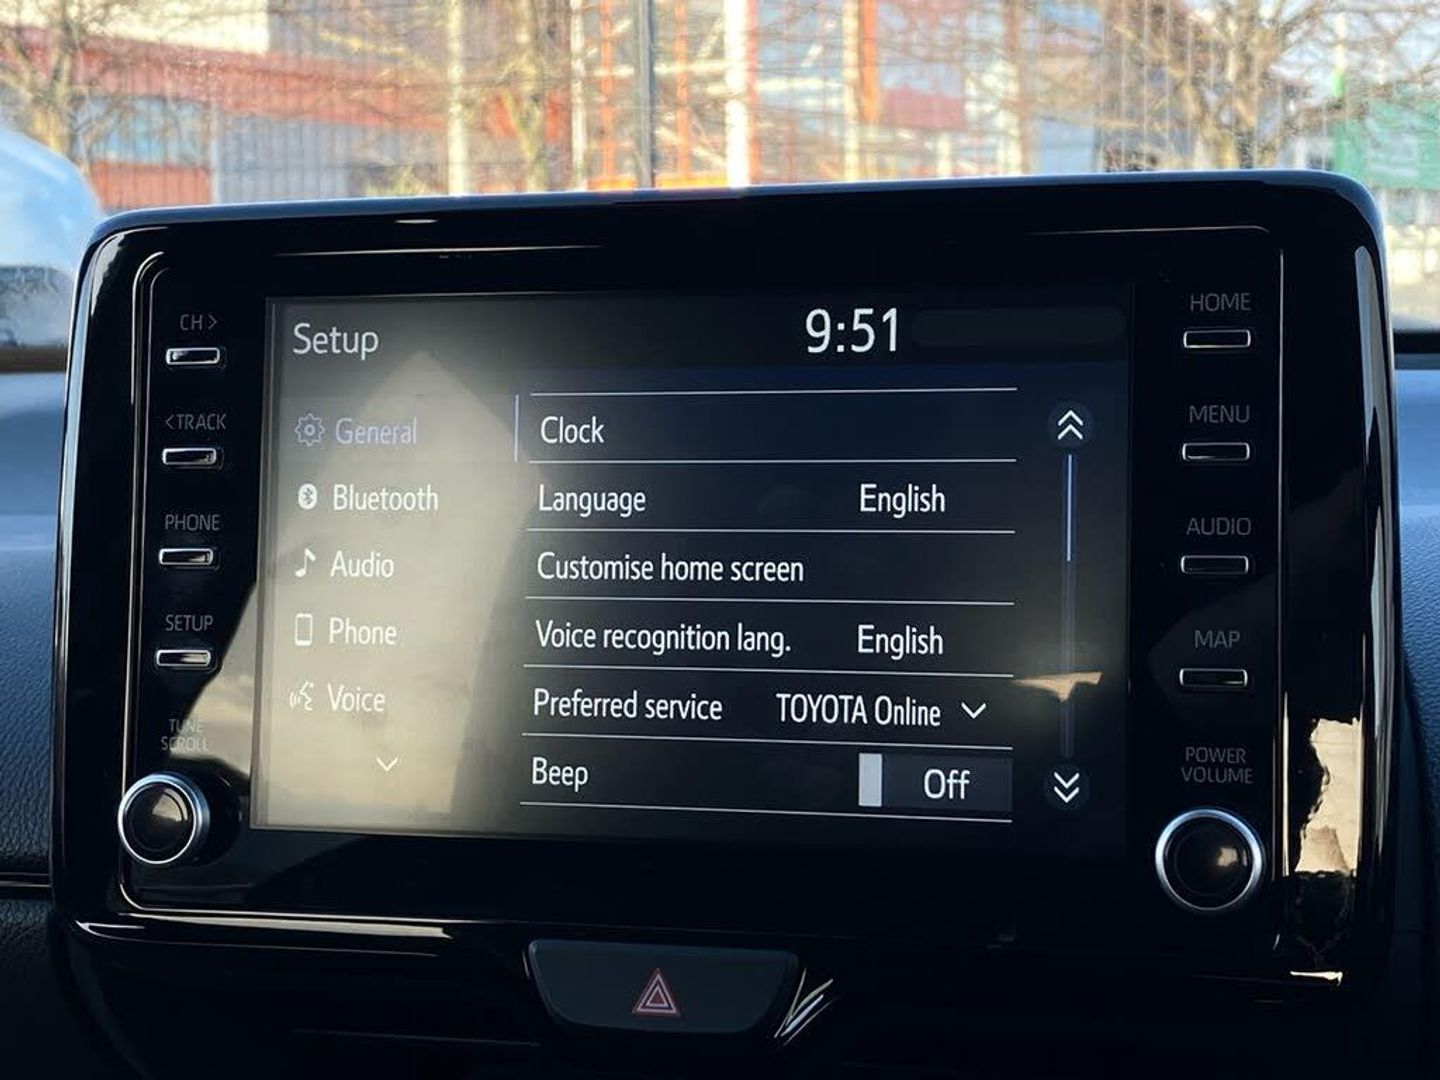 Setup
9:51
General
Bluetooth
Audio
Phone
Voice
Clock
Language English
Customise home screen
Voice recognition lang. English
Preferred service TOYOTA Online
Beep Off
CH >
< TRACK
PHONE
SETUP
TUNE
SCROLL
HOME
MENU
AUDIO
MAP
POWER
VOLUME